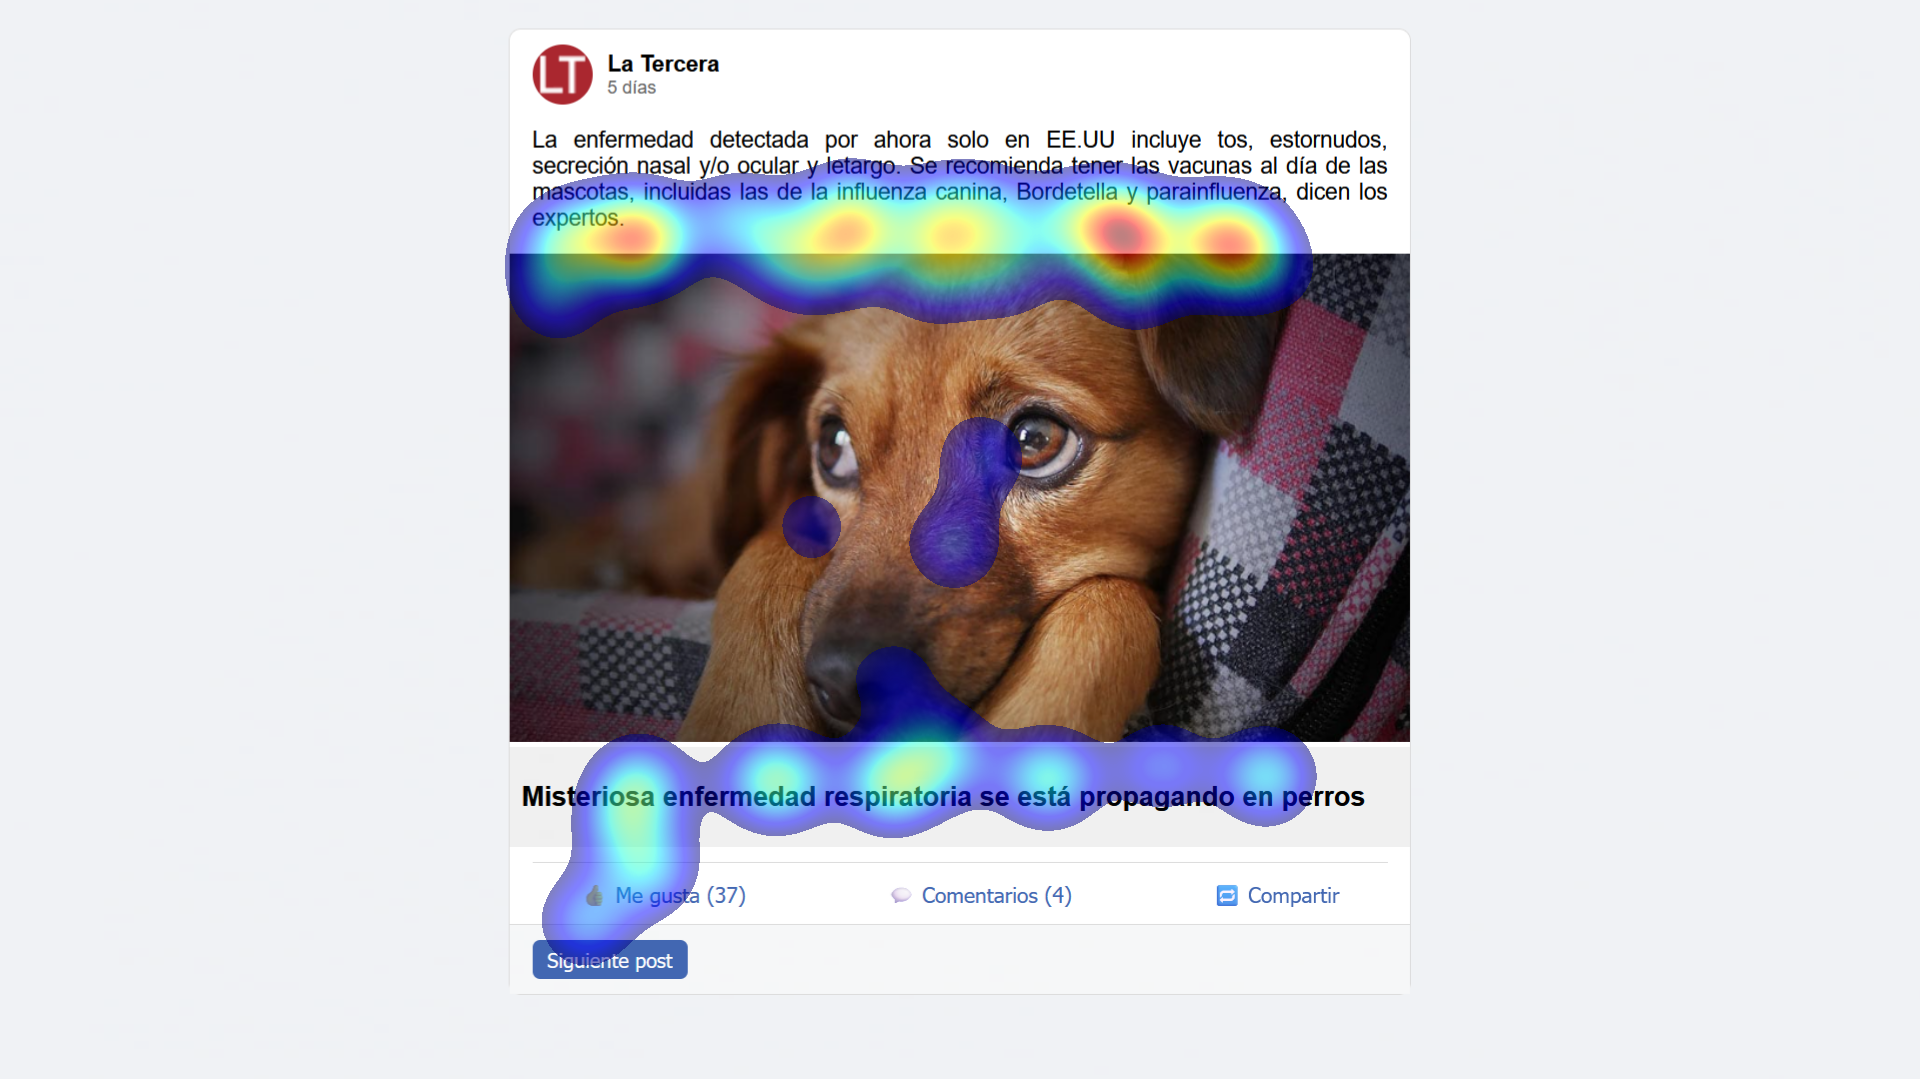 LT
La Tercera
5 días
La enfermedad detectada por ahora solo en EE.UU incluye tos, estornudos,
secreción nasal y/o ocular y letargo. Se recomienda tener las vacunas al día de las
mascotas, incluidas las de la influenza canina, Bordetella y parainfluenza, dicen los
expertos.
Misteriosa enfermedad respiratoria se está propagando en perros
Me gusta (37)
Comentarios (4)
Compartir
Siguiente post